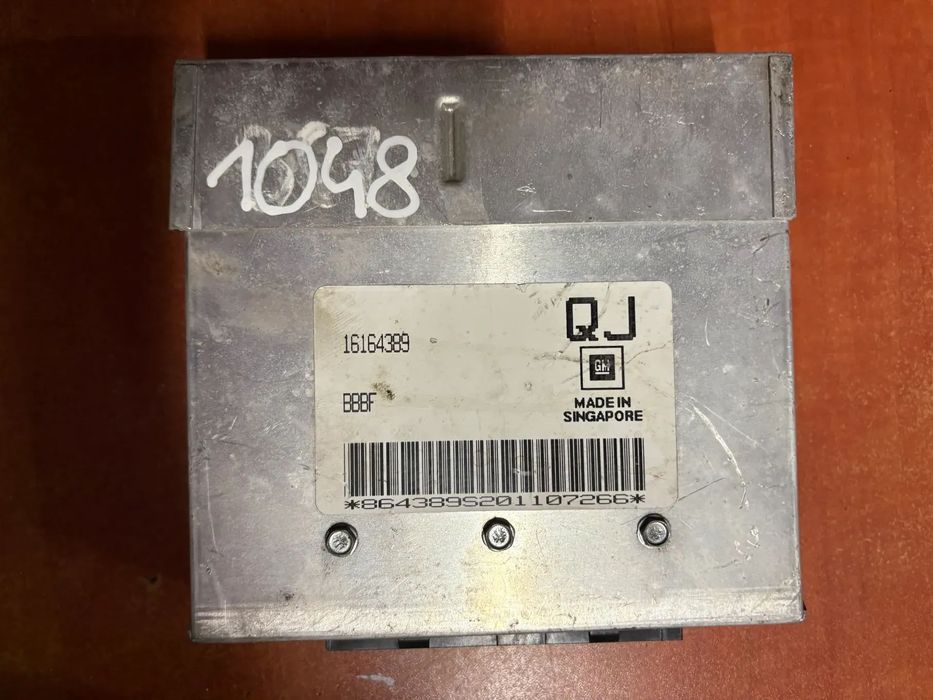 1048
QJ
16164389
GM
BBBF
MADE IN
SINGAPORE
*864389S201107266*